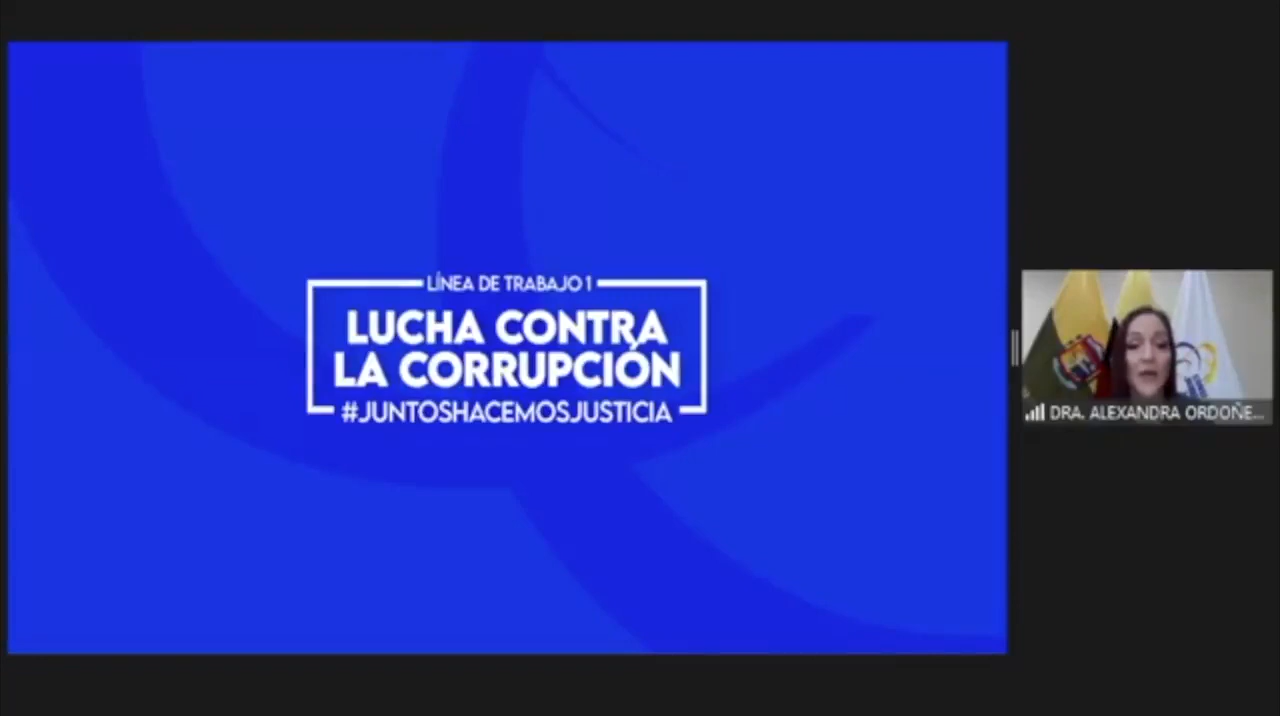 LÍNEA DE TRABAJO 1
LUCHA CONTRA
LA CORRUPCIÓN
#JUNTOSHACEMOSJUSTICIA
DRA. ALEXANDRA ORDOÑE...